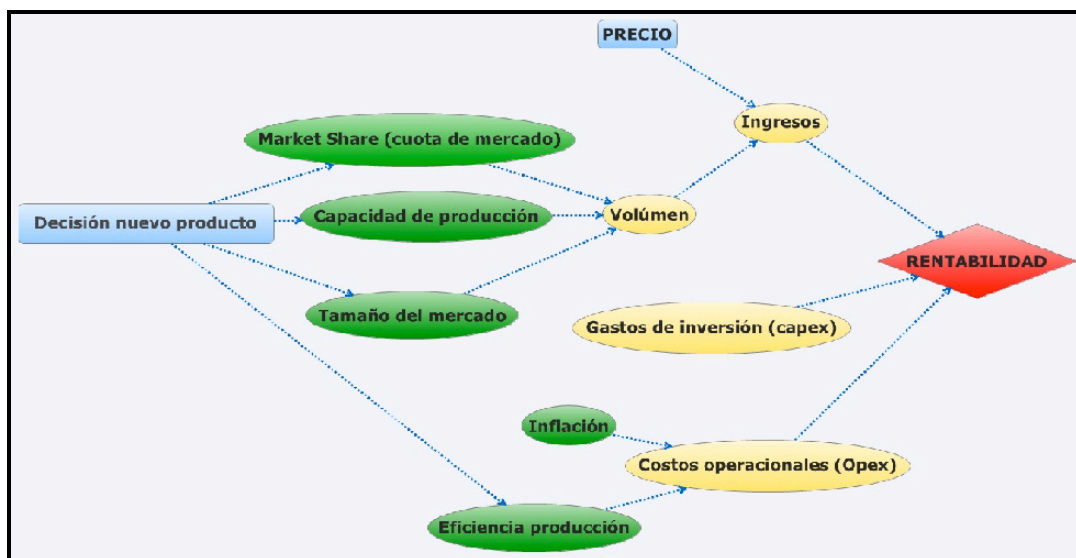 PRECIO
Ingresos
Market Share (cuota de mercado)
Decisión nuevo producto
Capacidad de producción
Volúmen
RENTABILIDAD
Tamaño del mercado
Gastos de inversión (capex)
Inflación
Costos operacionales (Opex)
Eficiencia producción